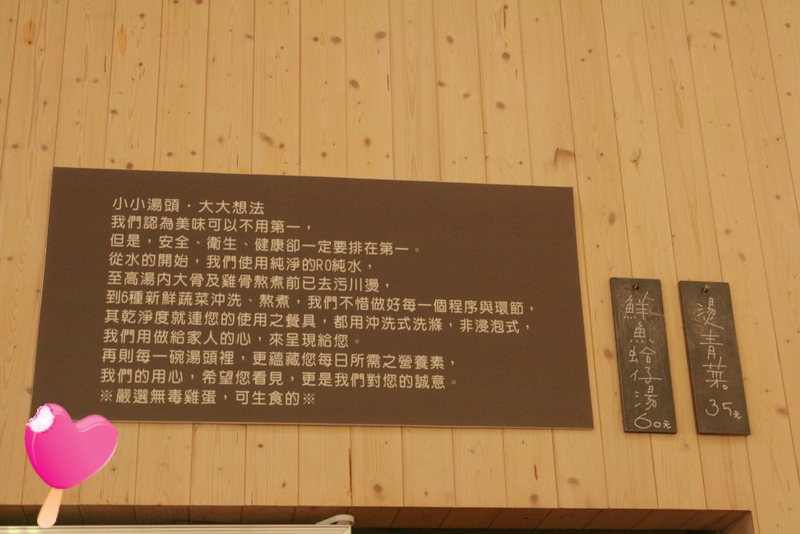 小小湯頭．大大想法
我們認為美味可以不用第一，
但是，安全、衛生、健康卻一定要排在第一。
從水的開始，我們使用純淨的RO純水，
至高湯內大骨及雞骨熬煮前已去污川燙，
到6種新鮮蔬菜沖洗、熬煮，我們不惜做好每一個程序與環節，
其乾淨度就連您的使用之餐具，都用沖洗式洗滌，非浸泡式，
我們用做給家人的心，來呈現給您。
再則每一碗湯頭裡，更蘊藏您每日所需之營養素，
我們的用心，希望您看見，更是我們對您的誠意。
※嚴選無毒雞蛋，可生食的※
鮮魚蛤仔湯
60元
燙青菜
35元